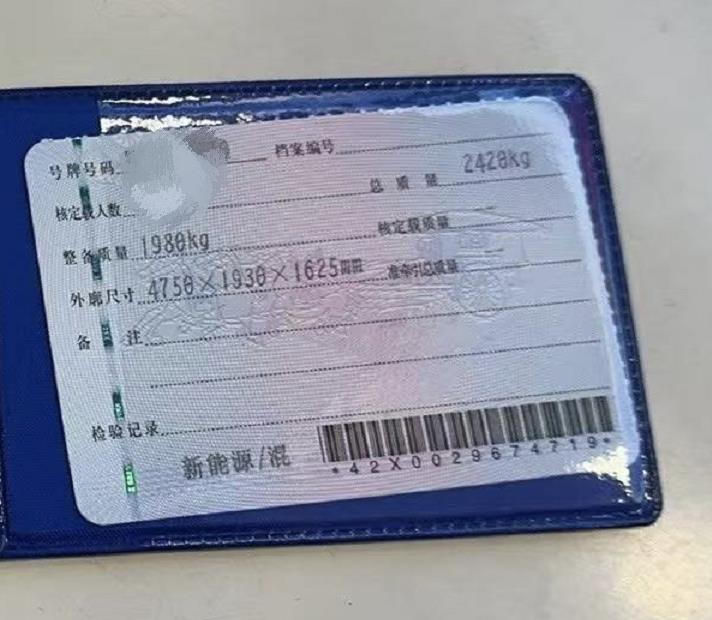 号牌号码 档案编号
核定载人数 总质量 2420kg
整备质量 1980kg 核定载质量
外廓尺寸 4750×1930×1625mm 准牵引总质量
备注
检验记录
新能源/混
*42X0029674719*